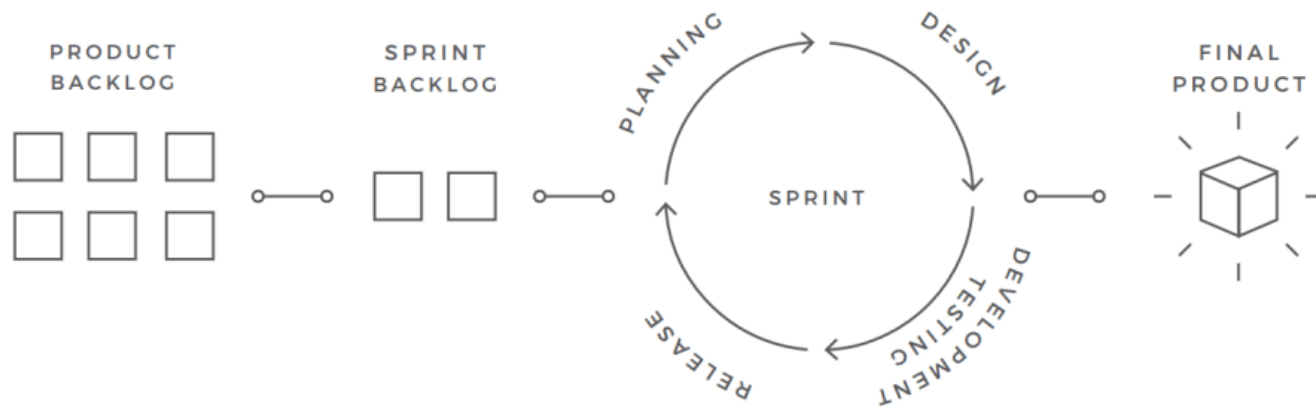 PRODUCT
BACKLOG
SPRINT
BACKLOG
PLANNING
DESIGN
SPRINT
DEVELOPMENT
TESTING
RELEASE
FINAL
PRODUCT